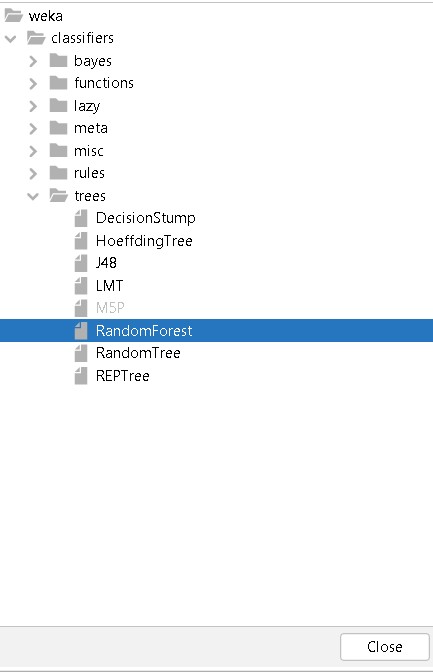 weka
classifiers
bayes
functions
lazy
meta
misc
rules
trees
DecisionStump
HoeffdingTree
J48
LMT
M5P
RandomForest
RandomTree
REPTree
Close